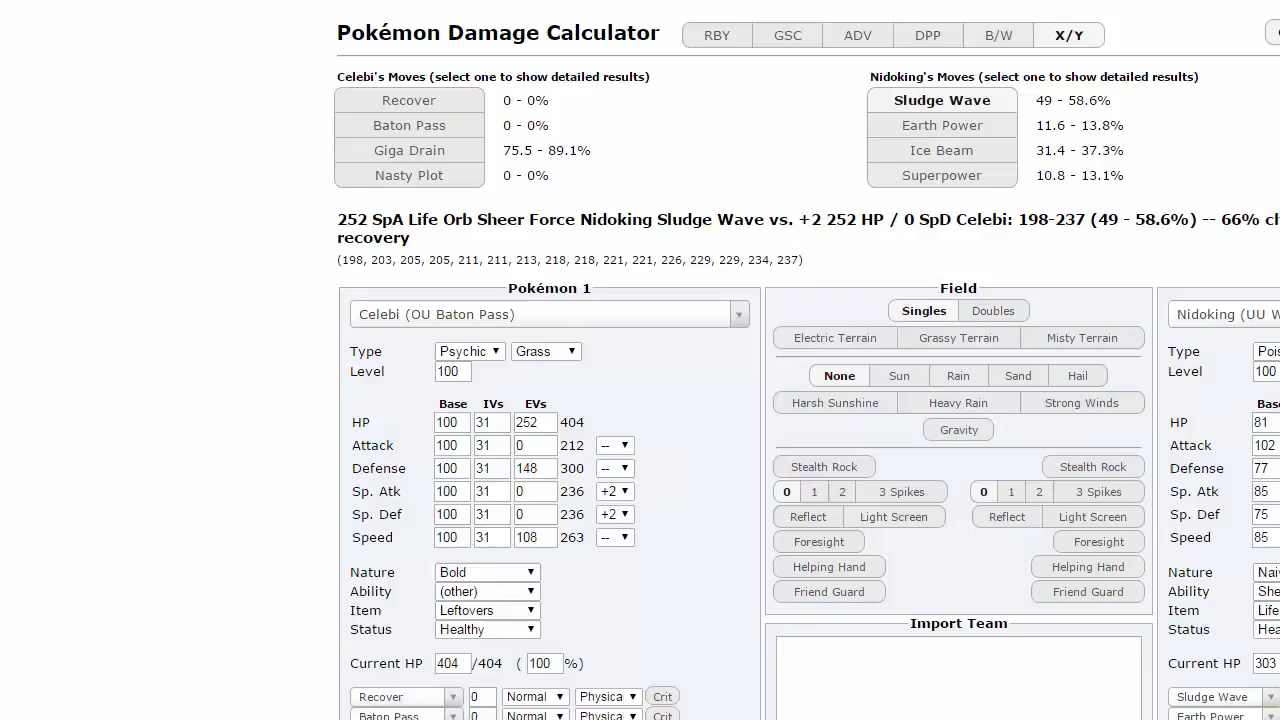 Pokémon Damage Calculator RBY GSC ADV DPP B/W X/Y
Celebi's Moves (select one to show detailed results) Nidoking's Moves (select one to show detailed results)
Recover 0 - 0% Sludge Wave 49 - 58.6%
Baton Pass 0 - 0% Earth Power 11.6 - 13.8%
Giga Drain 75.5 - 89.1% Ice Beam 31.4 - 37.3%
Nasty Plot 0 - 0% Superpower 10.8 - 13.1%
252 SpA Life Orb Sheer Force Nidoking Sludge Wave vs. +2 252 HP / 0 SpD Celebi: 198-237 (49 - 58.6%) -- 66%
recovery
(198, 203, 205, 205, 211, 211, 213, 218, 218, 221, 221, 226, 229, 229, 234, 237)
Pokémon 1 Field
Celebi (OU Baton Pass) Singles Doubles Nidoking (UU
Electric Terrain Grassy Terrain Misty Terrain
Type Psychic Grass Type
Level 100 Level 100
None Sun Rain Sand Hail
Base IVs EVs Harsh Sunshine Heavy Rain Strong Winds
HP 100 31 252 404 HP 81
Gravity
Attack 100 31 0 212 -- Attack 102
Defense 100 31 148 300 -- Stealth Rock Stealth Rock Defense 77
Sp. Atk 100 31 0 236 +2 0 1 2 3 Spikes 0 1 2 3 Spikes Sp. Atk 85
Sp. Def 100 31 0 236 +2 Reflect Light Screen Reflect Light Screen Sp. Def 75
Speed 100 31 108 263 -- Foresight Foresight Speed 85
Nature Bold Helping Hand Helping Hand Nature
Ability (other) Friend Guard Friend Guard Ability
Item Leftovers Item Life
Status Healthy Import Team Status
Current HP 404 /404 ( 100 %) Current HP 303
Recover 0 Normal Physica Crit Sludge Wave
Baton Pass 0 Normal Physica Crit Earth Power